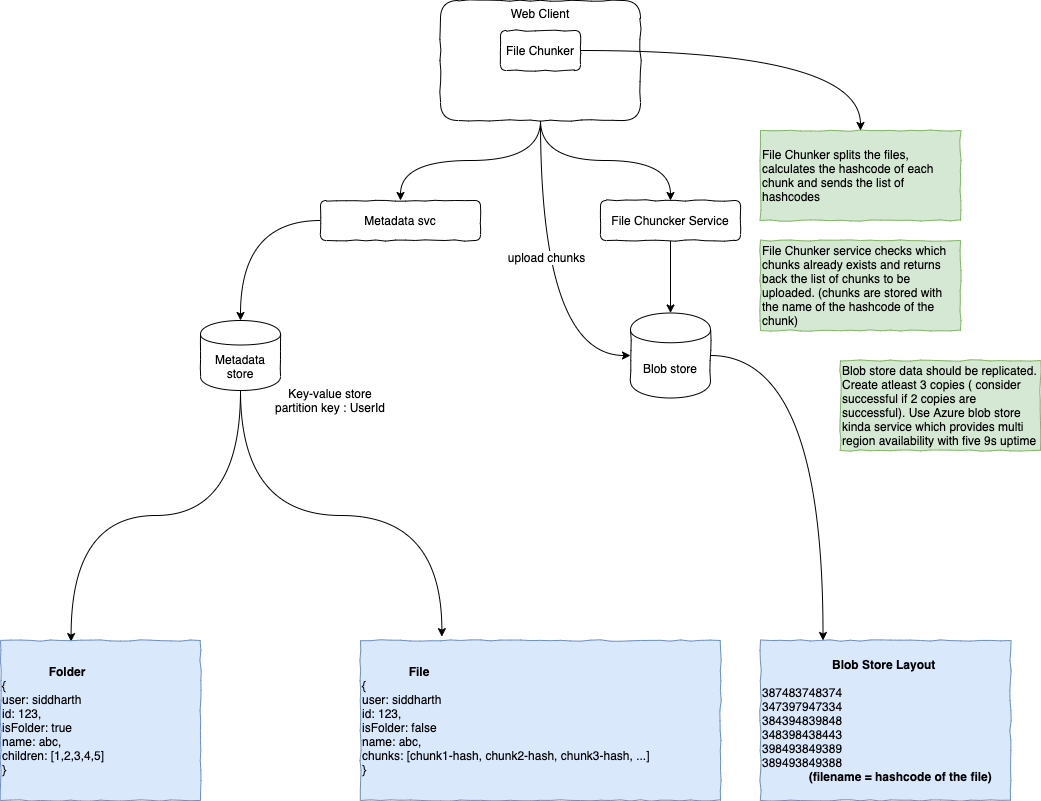 Web Client
File Chunker
File Chunker splits the files,
calculates the hashcode of each
chunk and sends the list of
hashcodes
Metadata svc
File Chuncker Service
upload chunks
File Chunker service checks which
chunks already exists and returns
back the list of chunks to be
uploaded. (chunks are stored with
the name of the hashcode of the
chunk)
Metadata
store
Blob store
Key-value store
partition key : UserId
Blob store data should be replicated.
Create atleast 3 copies ( consider
successful if 2 copies are
successful). Use Azure blob store
kinda service which provides multi
region availability with five 9s uptime
Folder
{
user: siddharth
id: 123,
isFolder: true
name: abc,
children: [1,2,3,4,5]
}
File
{
user: siddharth
id: 123,
isFolder: false
name: abc,
chunks: [chunk1-hash, chunk2-hash, chunk3-hash, ...]
}
Blob Store Layout
387483748374
347397947334
384394839848
348398438443
398493849389
389493849388
(filename = hashcode of the file)